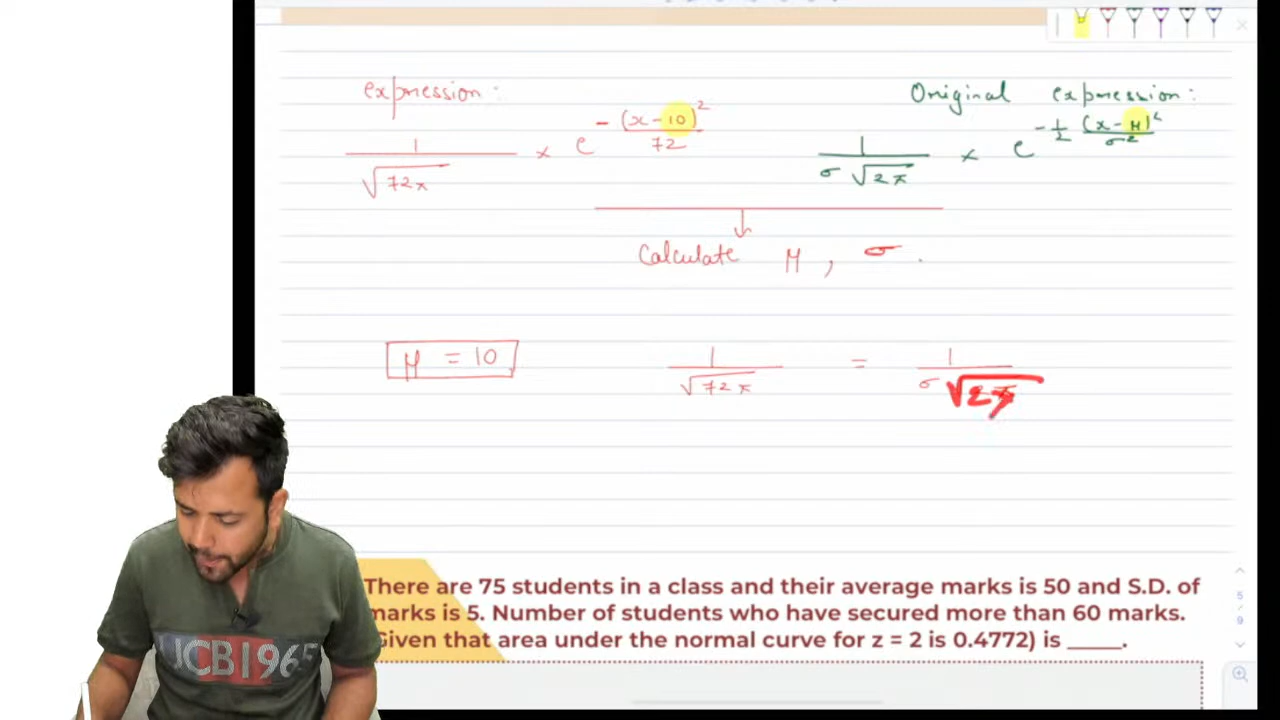 expression:
Original expression:
1/√72π × e^-(x-10)²/72
1/σ√2π × e^-1/2 (x-μ)²/σ²
Calculate μ, σ.
μ = 10
1/√72π = 1/σ√2π
There are 75 students in a class and their average marks is 50 and S.D. of
marks is 5. Number of students who have secured more than 60 marks.
Given that area under the normal curve for z = 2 is 0.4772) is _____.
5
9
UCB1965